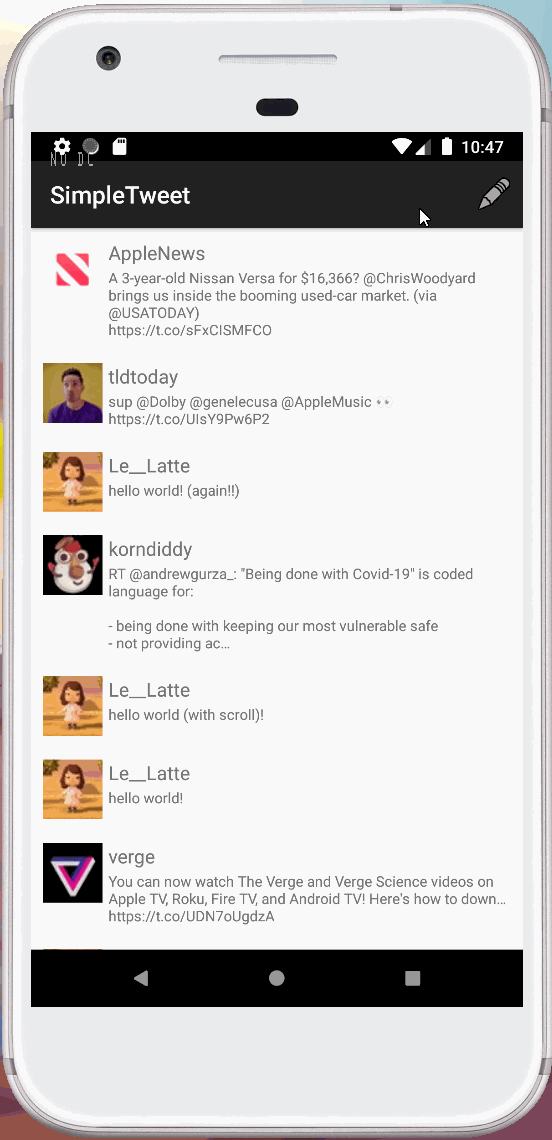 10:47
NO DC
SimpleTweet
AppleNews
A 3-year-old Nissan Versa for $16,366? @ChrisWoodyard
brings us inside the booming used-car market. (via
@USATODAY)
https://t.co/sFxCISMFCO
tldtoday
sup @Dolby @genelecusa @AppleMusic 👀
https://t.co/UIsY9Pw6P2
Le__Latte
hello world! (again!!)
korndiddy
RT @andrewgurza_: "Being done with Covid-19" is coded
language for:
- being done with keeping our most vulnerable safe
- not providing ac…
Le__Latte
hello world (with scroll)!
Le__Latte
hello world!
verge
You can now watch The Verge and Verge Science videos on
Apple TV, Roku, Fire TV, and Android TV! Here's how to down…
https://t.co/UDN7oUgdzA